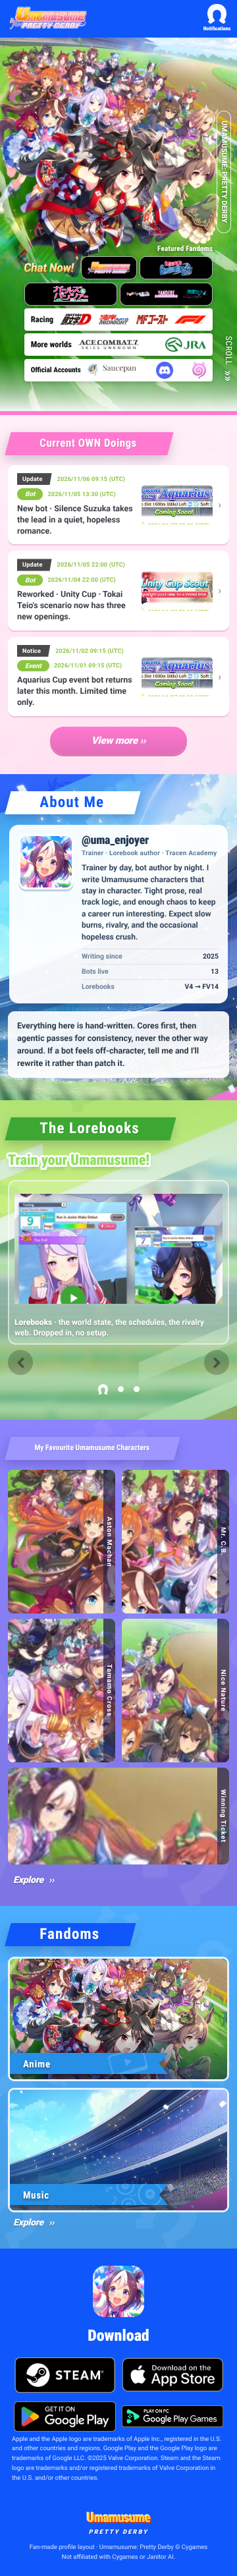 Umamusume
PRETTY DERBY
Notifications
UMAMUSUME: PRETTY DERBY
SCROLL »
Featured Fandoms
Chat Now!
TANGENT
Racing
MFゴースト
F1
More worlds
ACE COMBAT 7
SKIES UNKNOWN
JRA
Official Accounts
Saucepan
Current OWN Doings
Update 2026/11/06 09:15 (UTC)
Bot 2026/11/05 13:30 (UTC)
New bot · Silence Suzuka takes
the lead in a quiet, hopeless
romance.
Aquarius
Coming Soon!
Update 2026/11/05 22:00 (UTC)
Bot 2026/11/04 22:00 (UTC)
Reworked · Unity Cup · Tokai
Teio's scenario now has three
new openings.
Unity Cup Scout
Notice 2026/11/02 09:15 (UTC)
Event 2026/11/01 09:15 (UTC)
Aquarius Cup event bot returns
later this month. Limited time
only.
Aquarius
Coming Soon!
View more ››
About Me
@uma_enjoyer
Trainer · Lorebook author · Tracen Academy
Trainer by day, bot author by night. I
write Umamusume characters that
stay in character. Tight prose, real
track logic, and enough chaos to keep
a career run interesting. Expect slow
burns, rivalry, and the occasional
hopeless crush.
Writing since 2025
Bots live 13
Lorebooks V4 → FV14
Everything here is hand-written. Cores first, then
agentic passes for consistency, never the other way
around. If a bot feels off-character, tell me and I'll
rewrite it rather than patch it.
The Lorebooks
Train your Umamusume!
Lorebooks · the world state, the schedules, the rivalry
web. Dropped in, no setup.
My Favourite Umamusume Characters
Aston Machan
Mr. C.B.
Tamamo Cross
Nice Nature
Winning Ticket
Explore ››
Fandoms
Anime
Music
Explore ››
Download
STEAM
Download on the
App Store
GET IT ON
Google Play
PLAY ON PC
Google Play Games
Apple and the Apple logo are trademarks of Apple Inc., registered in the U.S.
and other countries and regions. Google Play and the Google Play logo are
trademarks of Google LLC. ©2025 Valve Corporation. Steam and the Steam
logo are trademarks and/or registered trademarks of Valve Corporation in
the U.S. and/or other countries.
Umamusume
PRETTY DERBY
Fan-made profile layout · Umamusume: Pretty Derby © Cygames
Not affiliated with Cygames or Janitor AI.